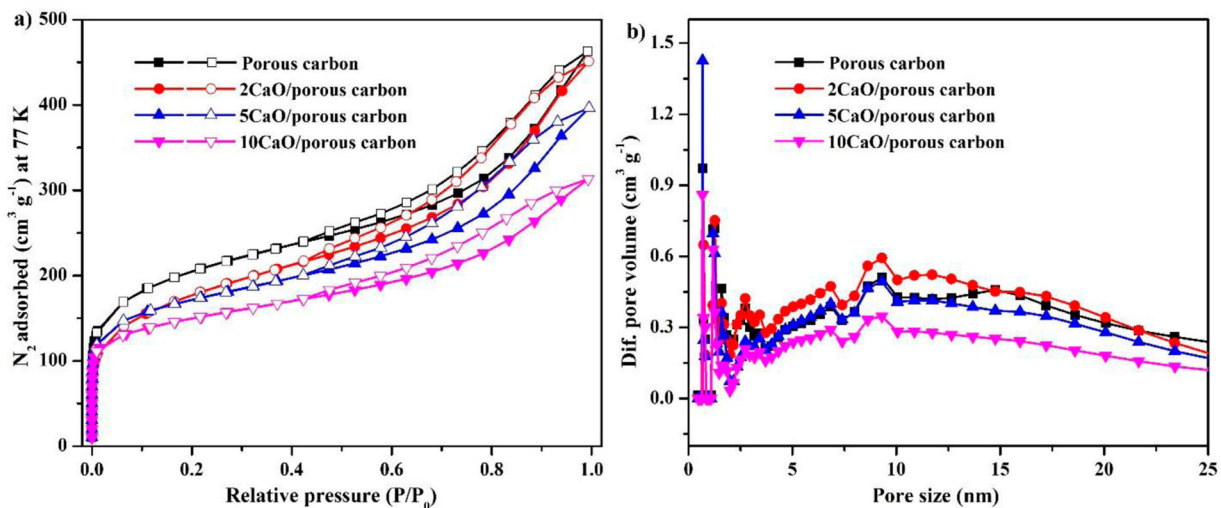 a)
500
400
300
200
100
0
N₂ adsorbed (cm³ g⁻¹) at 77 K
Porous carbon
2CaO/porous carbon
5CaO/porous carbon
10CaO/porous carbon
0.0 0.2 0.4 0.6 0.8 1.0
Relative pressure (P/P₀)
b)
1.5
1.2
0.9
0.6
0.3
0.0
Dif. pore volume (cm³ g⁻¹)
Porous carbon
2CaO/porous carbon
5CaO/porous carbon
10CaO/porous carbon
0 5 10 15 20 25
Pore size (nm)